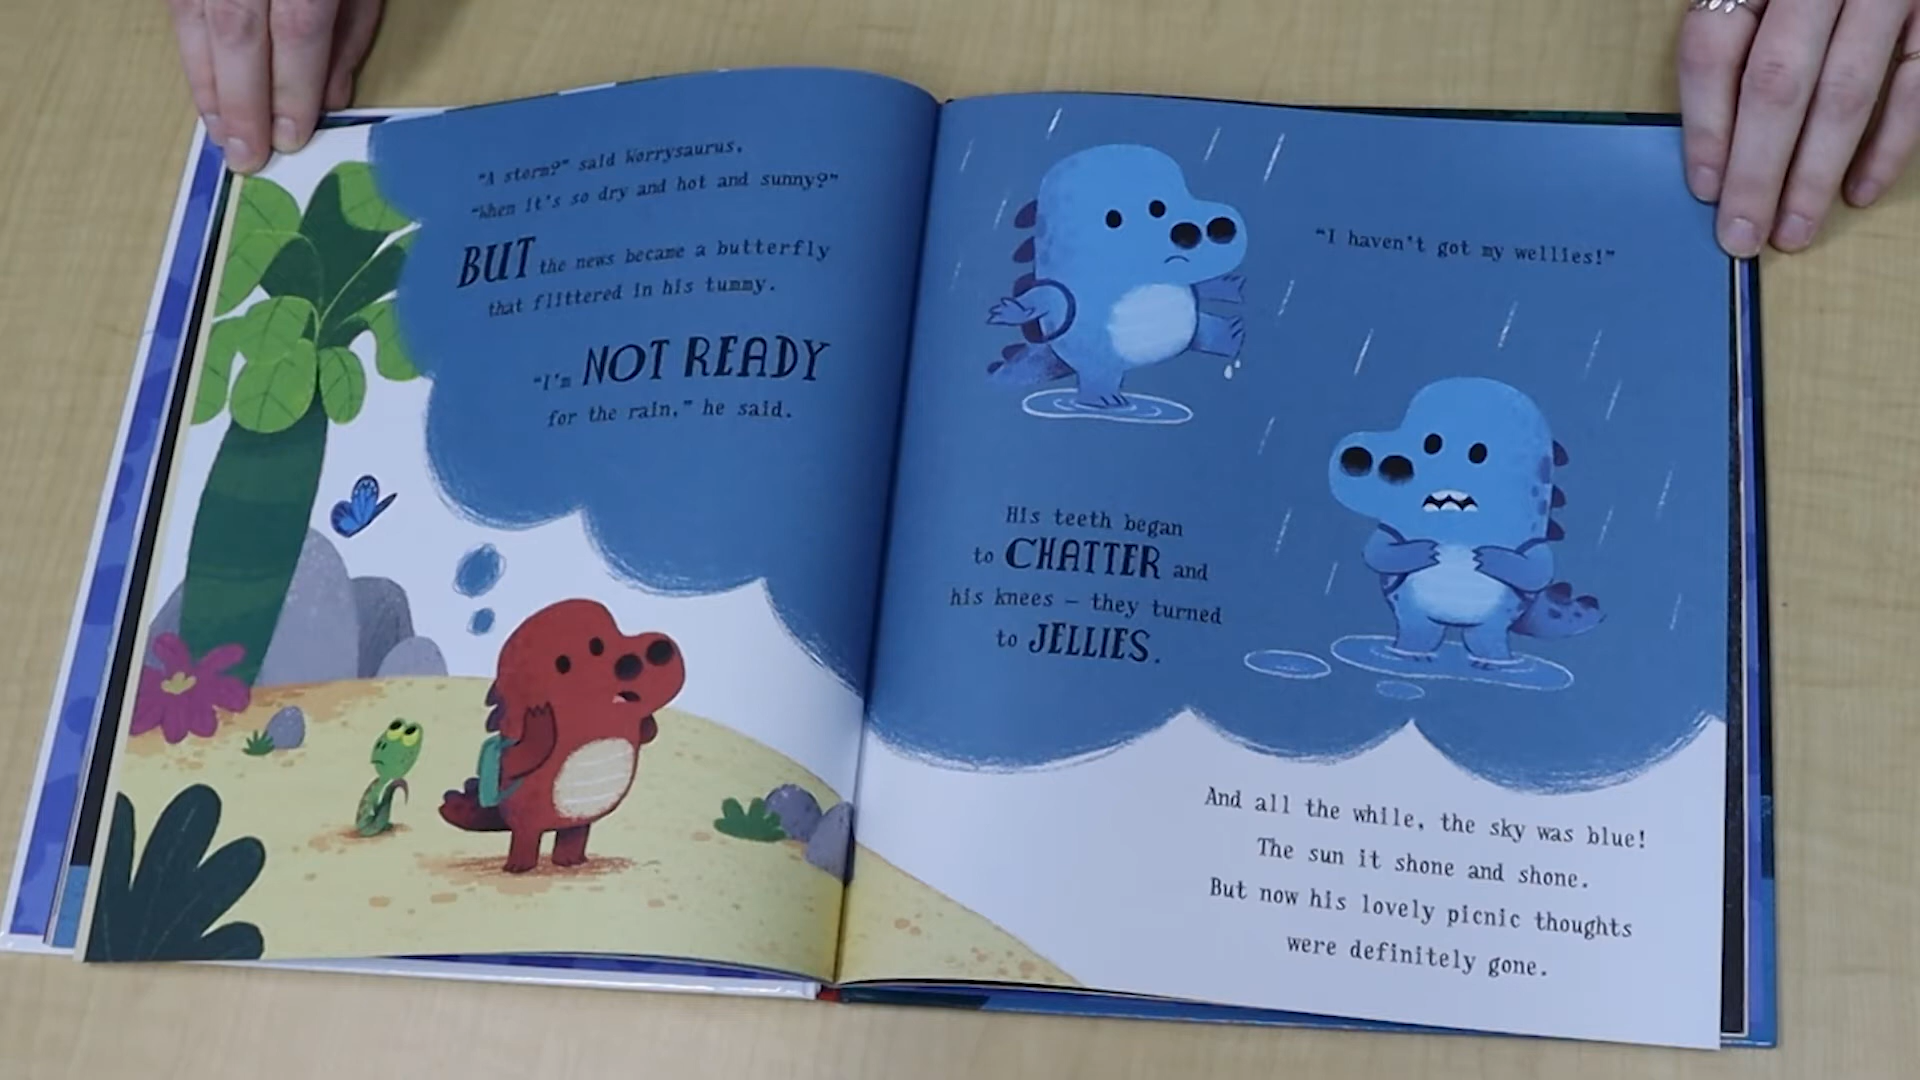 "A storm?" said Worrysaurus,
"When it's so dry and hot and sunny?"
BUT the news became a butterfly
that flittered in his tummy.
"I'm NOT READY
for the rain," he said.
"I haven't got my wellies!"
His teeth began
to CHATTER and
his knees – they turned
to JELLIES.
And all the while, the sky was blue!
The sun it shone and shone.
But now his lovely picnic thoughts
were definitely gone.